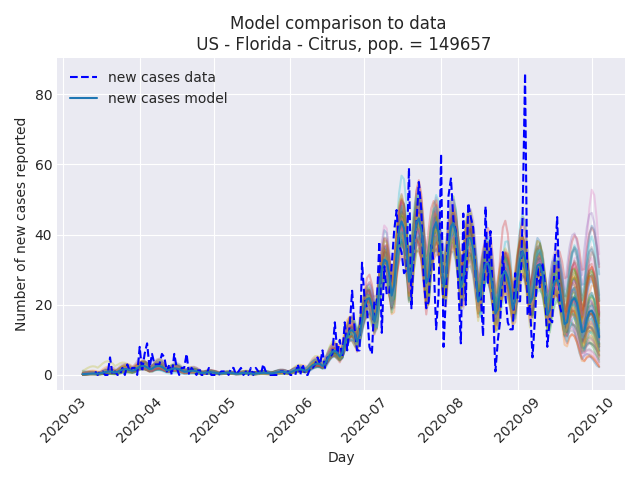 Model comparison to data
US - Florida - Citrus, pop. = 149657
new cases data
new cases model
Number of new cases reported
80
60
40
20
0
2020-03
2020-04
2020-05
2020-06
2020-07
2020-08
2020-09
2020-10
Day